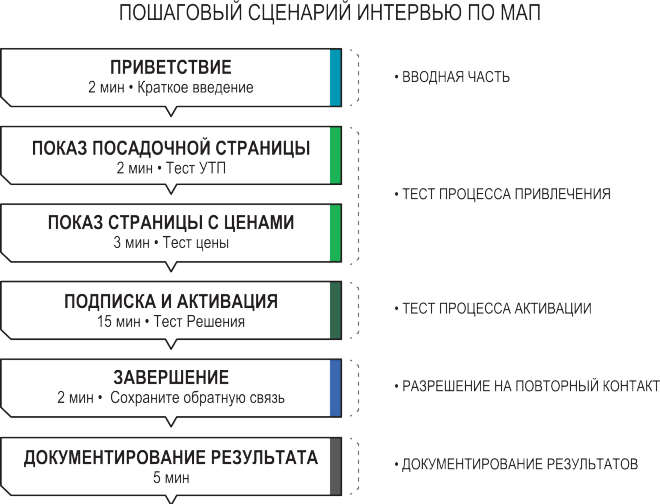 ПОШАГОВЫЙ СЦЕНАРИЙ ИНТЕРВЬЮ ПО МАП
ПРИВЕТСТВИЕ
2 мин • Краткое введение
• ВВОДНАЯ ЧАСТЬ
ПОКАЗ ПОСАДОЧНОЙ СТРАНИЦЫ
2 мин • Тест УТП
• ТЕСТ ПРОЦЕССА ПРИВЛЕЧЕНИЯ
ПОКАЗ СТРАНИЦЫ С ЦЕНАМИ
3 мин • Тест цены
ПОДПИСКА И АКТИВАЦИЯ
15 мин • Тест Решения
• ТЕСТ ПРОЦЕССА АКТИВАЦИИ
ЗАВЕРШЕНИЕ
2 мин • Сохраните обратную связь
• РАЗРЕШЕНИЕ НА ПОВТОРНЫЙ КОНТАКТ
ДОКУМЕНТИРОВАНИЕ РЕЗУЛЬТАТА
5 мин
• ДОКУМЕНТИРОВАНИЕ РЕЗУЛЬТАТОВ